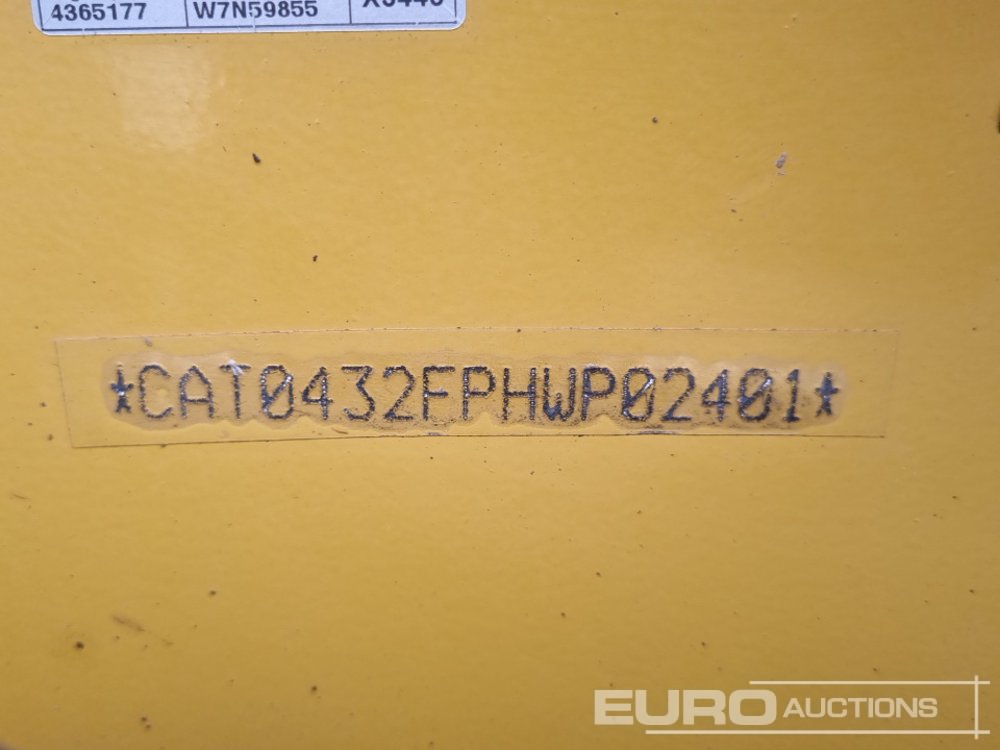 4365177 W7N59855
*CAT0432FPHWP02401*
EURO AUCTIONS